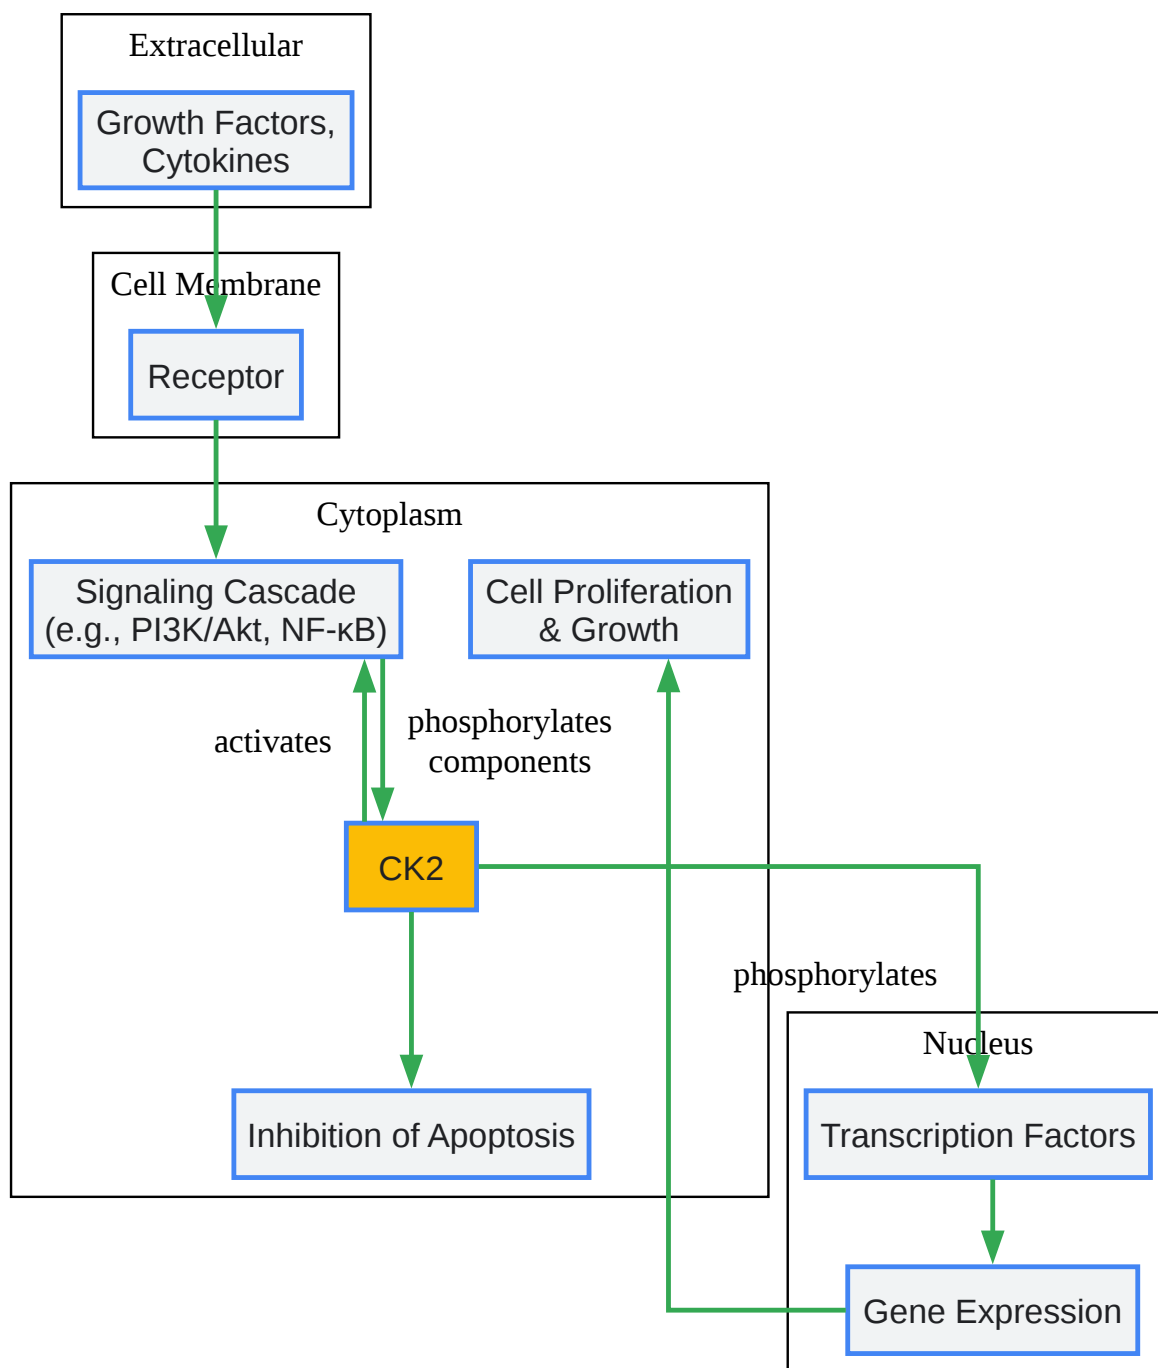 Extracellular
Growth Factors,
Cytokines
Cell Membrane
Receptor
Cytoplasm
Signaling Cascade
(e.g., PI3K/Akt, NF-κB)
Cell Proliferation
& Growth
activates
phosphorylates
components
CK2
phosphorylates
Nucleus
Inhibition of Apoptosis
Transcription Factors
Gene Expression